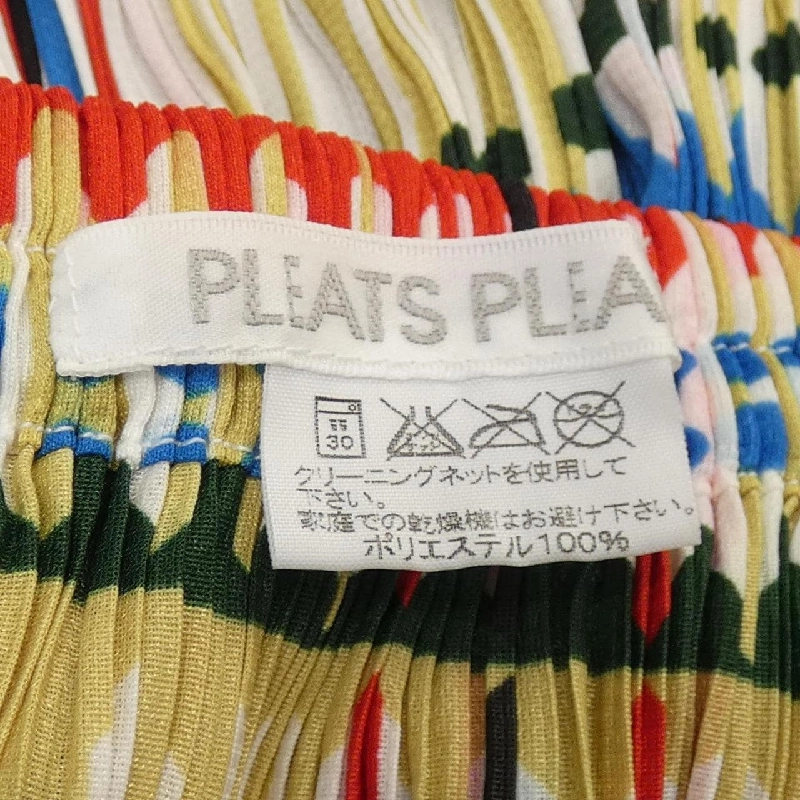 PLEATS PLEA
弱
30
クリーニングネットを使用して
下さい。
家庭での乾燥機はお避け下さい。
ポリエステル100%